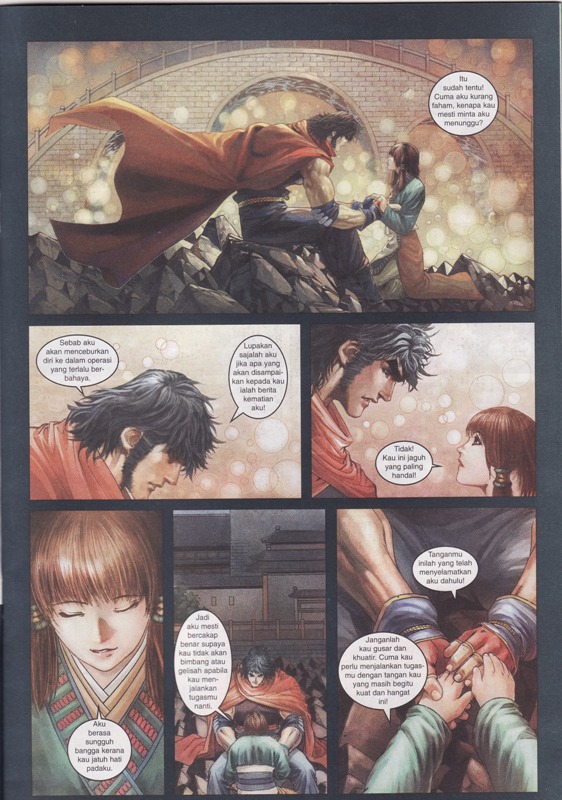 Itu
sudah tentu!
Cuma aku kurang
faham, kenapa kau
mesti minta aku
menunggu?
Sebab aku
akan menceburkan
diri ke dalam operasi
yang terlalu ber-
bahaya.
Lupakan
sajalah aku
jika apa yang
akan disampai-
kan kepada kau
ialah berita
kematian
aku!
Tidak!
Kau ini jaguh
yang paling
handal!
Aku
berasa
sungguh
bangga kerana
kau jatuh hati
padaku.
Jadi
aku mesti
bercakap
benar supaya
kau tidak akan
bimbang atau
gelisah apabila
kau men-
jalankan
tugasmu
nanti.
Tanganmu
inilah yang telah
menyelamatkan
aku dahulu!
Janganlah
kau gusar dan
khuatir. Cuma kau
perlu menjalankan tugas-
mu dengan tangan kau
yang masih begitu
kuat dan hangat
ini!